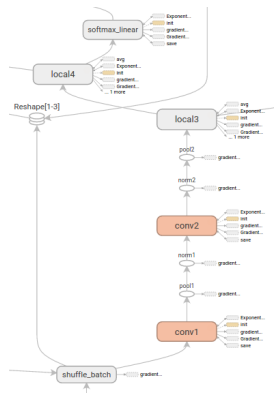 softmax_linear
Exponent...
init
gradient...
Gradient...
save
local4
avg
Exponent...
init
gradient...
Gradient...
... 1 more
Reshape[1-3]
local3
avg
Exponent...
init
gradient...
Gradient...
... 1 more
pool2
gradient...
norm2
gradient...
conv2
Exponent...
init
gradient...
Gradient...
save
norm1
gradient...
pool1
gradient...
conv1
Exponent...
init
gradient...
Gradient...
save
shuffle_batch
gradient...